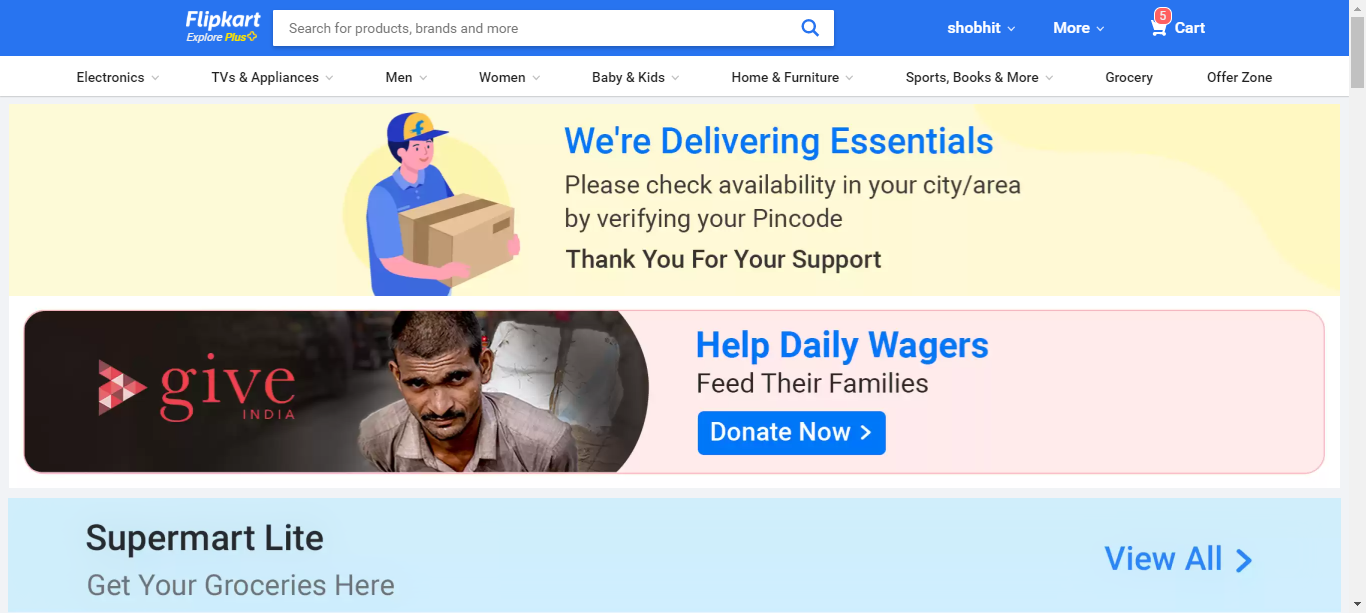 Flipkart
Explore Plus
Search for products, brands and more
shobhit
More
5
Cart
Electronics
TVs & Appliances
Men
Women
Baby & Kids
Home & Furniture
Sports, Books & More
Grocery
Offer Zone
We're Delivering Essentials
Please check availability in your city/area
by verifying your Pincode
Thank You For Your Support
give
INDIA
Help Daily Wagers
Feed Their Families
Donate Now >
Supermart Lite
Get Your Groceries Here
View All >